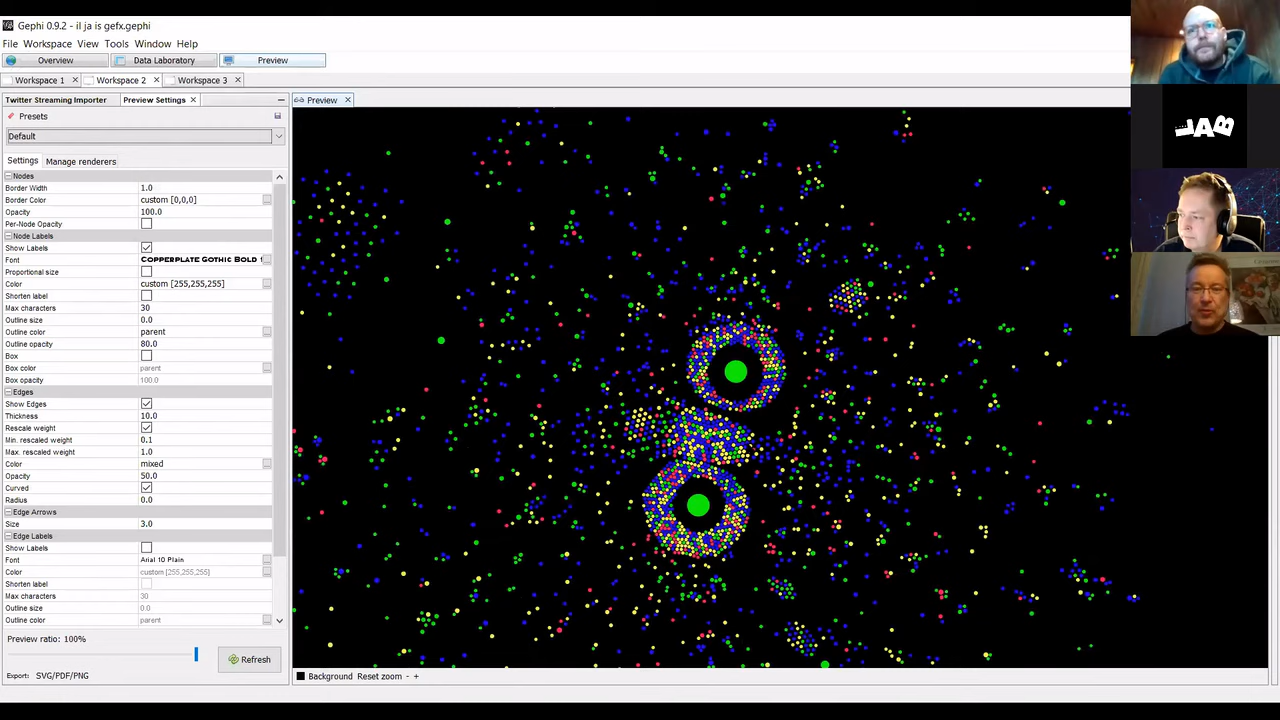 Gephi 0.9.2 - il ja is gefx.gephi
File Workspace View Tools Window Help
Overview Data Laboratory Preview
Workspace 1 Workspace 2 Workspace 3
Twitter Streaming Importer Preview Settings Preview
Presets
Default
Settings Manage renderers
Nodes
Border Width 1.0
Border Color custom [0,0,0]
Opacity 100.0
Per-Node Opacity
Node Labels
Show Labels
Font Copperplate Gothic Bold
Proportional size
Color custom [255,255,255]
Shorten label
Max characters 30
Outline size 0.0
Outline color parent
Outline opacity 80.0
Box
Box color parent
Box opacity 100.0
Edges
Show Edges
Thickness 10.0
Rescale weight
Min. rescaled weight 0.1
Max. rescaled weight 1.0
Color mixed
Opacity 50.0
Curved
Radius 0.0
Edge Arrows
Size 3.0
Edge Labels
Show Labels
Font Arial 10 Plain
Color custom [255,255,255]
Shorten label
Max characters 30
Outline size 0.0
Outline color parent
Preview ratio: 100%
Refresh
Export: SVG/PDF/PNG
Background Reset zoom - +
LAB